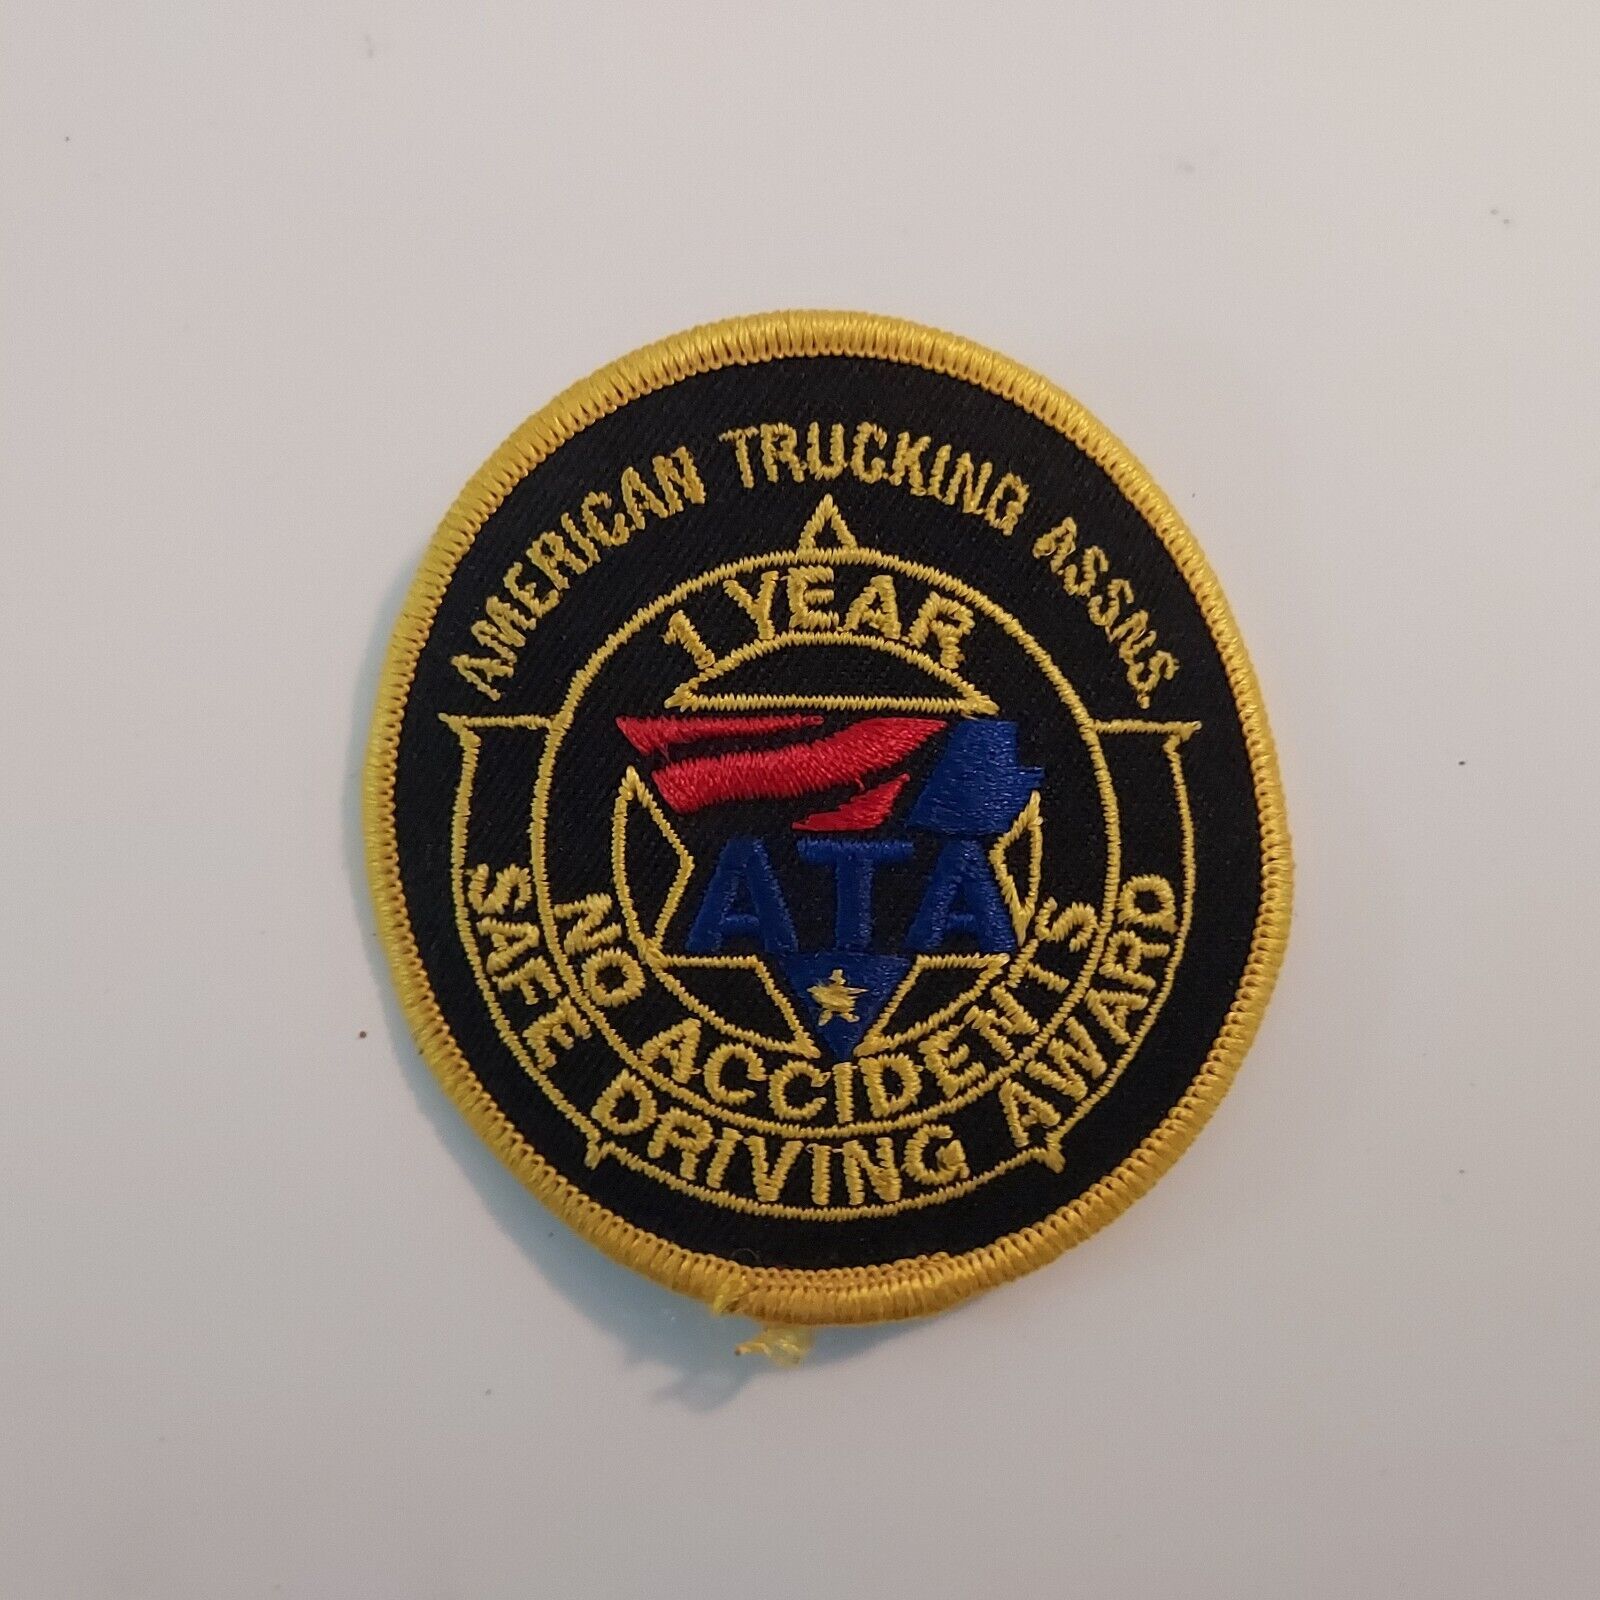 AMERICAN TRUCKING ASSNS.
1 YEAR
ATA
NO ACCIDENTS
SAFE DRIVING AWARD